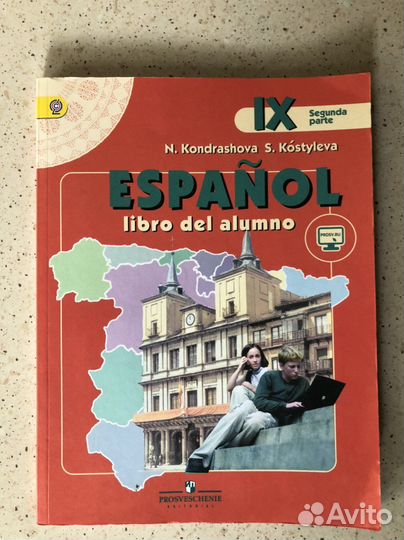 IX
Segunda
parte
N. Kondrashova S. Kóstyleva
ESPAÑOL
libro del alumno
PROSV.RU
PROSVESCHENIE
EDITORIAL
Avito